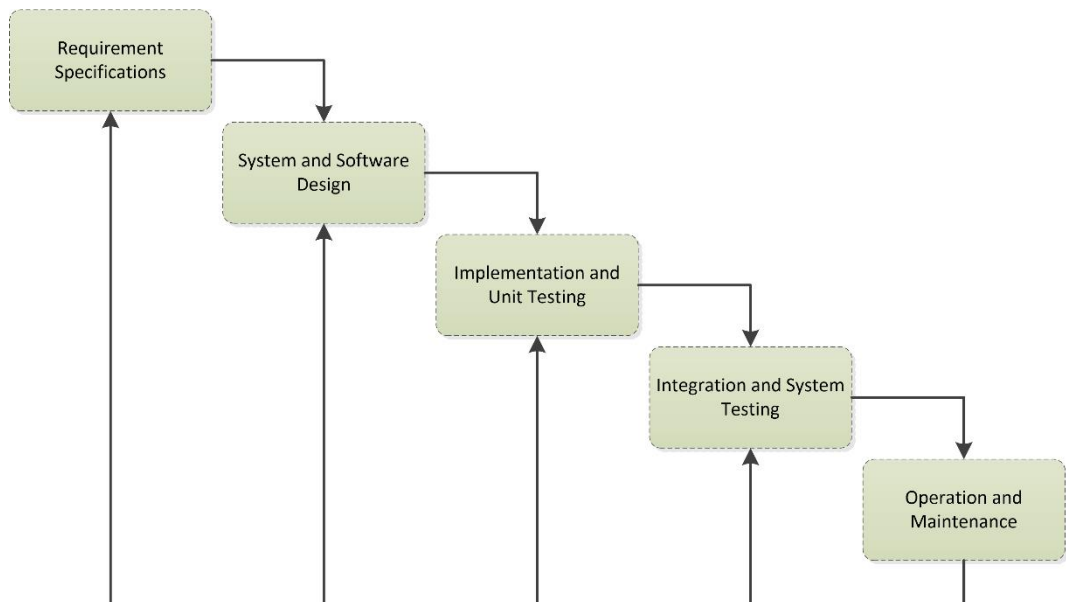 Requirement
Specifications
System and Software
Design
Implementation and
Unit Testing
Integration and System
Testing
Operation and
Maintenance